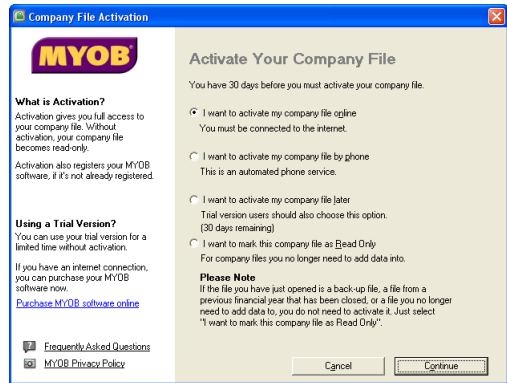 Company File Activation
MYOB
What is Activation?
Activation gives you full access to
your company file. Without
activation, your company file
becomes read-only.
Activation also registers your MYOB
software, if it's not already registered.
Using a Trial Version?
You can use your trial version for a
limited time without activation.
If you have an internet connection,
you can purchase your MYOB
software now.
Purchase MYOB software online
Frequently Asked Questions
MYOB Privacy Policy
Activate Your Company File
You have 30 days before you must activate your company file.
I want to activate my company file online
You must be connected to the internet.
I want to activate my company file by phone
This is an automated phone service.
I want to activate my company file later
Trial version users should also choose this option.
(30 days remaining)
I want to mark this company file as Read Only
For company files you no longer need to add data into.
Please Note
If the file you have just opened is a back-up file, a file from a
previous financial year that has been closed, or a file you no longer
need to add data to, you do not need to activate it. Just select
"I want to mark this company file as Read Only".
Cancel
Continue